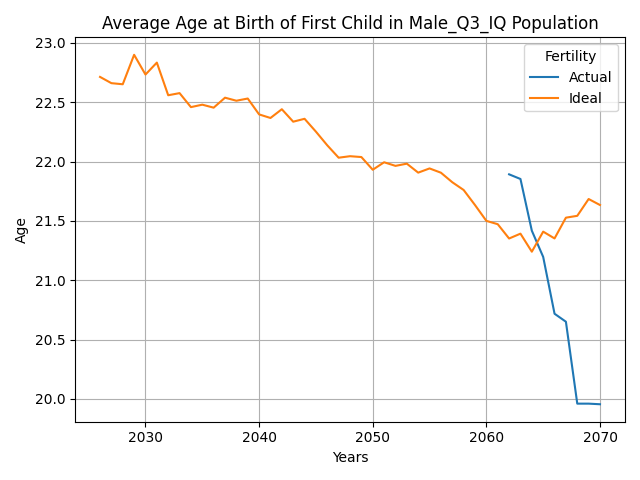 Average Age at Birth of First Child in Male_Q3_IQ Population
Fertility
Actual
Ideal
Age
23.0
22.5
22.0
21.5
21.0
20.5
20.0
2030
2040
2050
2060
2070
Years